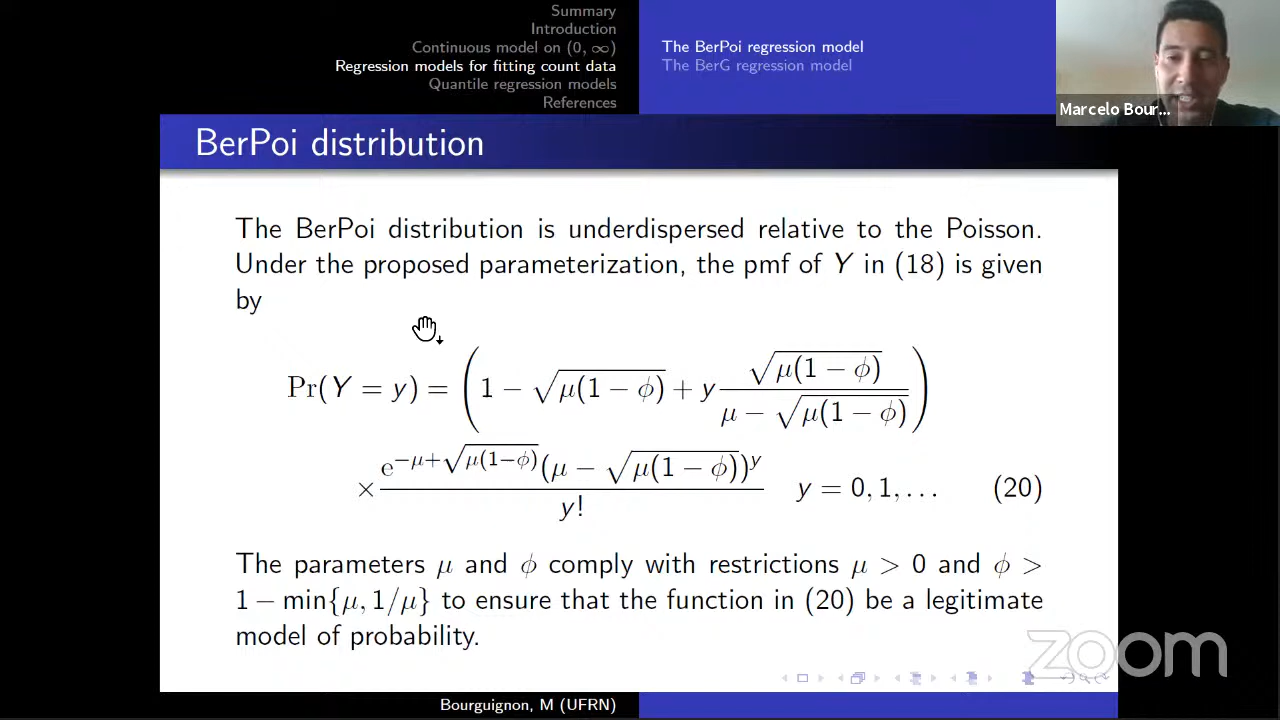 Summary
Introduction
Continuous model on (0, ∞)
Regression models for fitting count data
Quantile regression models
References
The BerPoi regression model
The BerG regression model
Marcelo Bour...
BerPoi distribution
The BerPoi distribution is underdispersed relative to the Poisson.
Under the proposed parameterization, the pmf of Y in (18) is given
by
Pr(Y = y) = (1 − √(μ(1 − ϕ)) + y √(μ(1 − ϕ)) / (μ − √(μ(1 − ϕ))))
× e^(−μ+√(μ(1−ϕ))) (μ − √(μ(1 − ϕ)))^y / y! y = 0, 1, … (20)
The parameters μ and ϕ comply with restrictions μ > 0 and ϕ >
1 − min{μ, 1/μ} to ensure that the function in (20) be a legitimate
model of probability.
zoom
Bourguignon, M (UFRN)